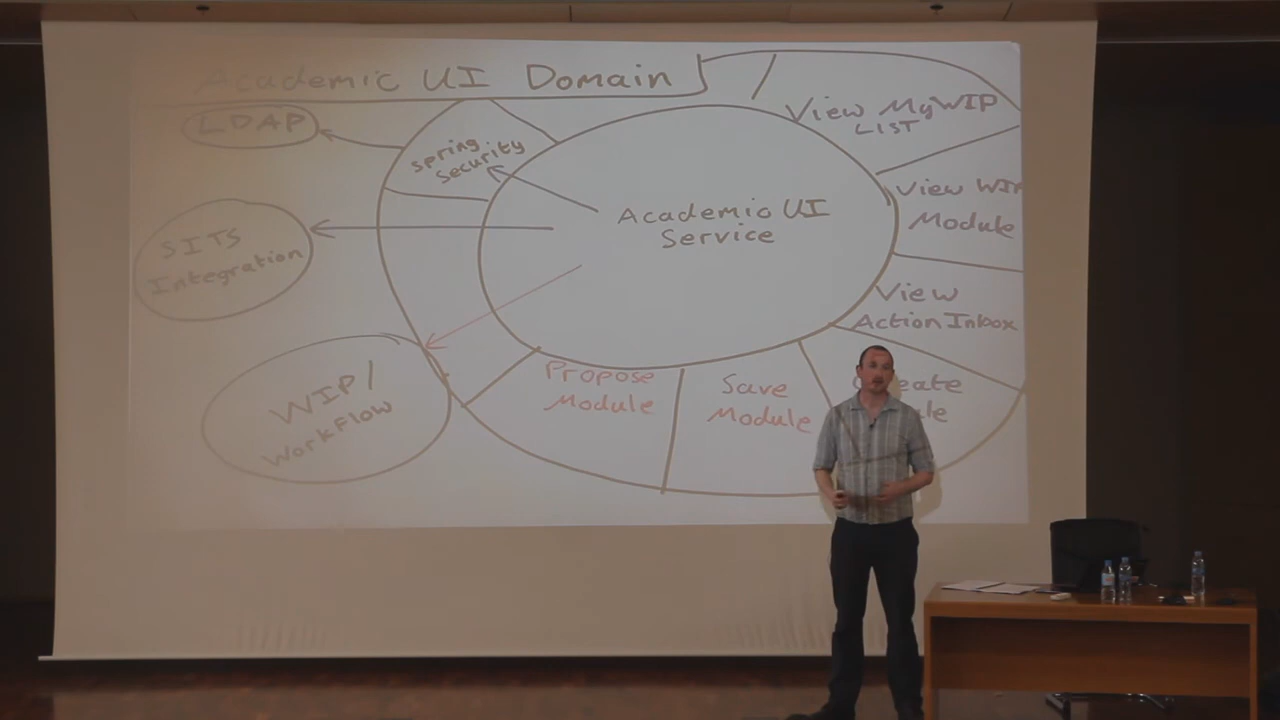 Academic UI Domain
LDAP
Spring
Security
View MyWIP
LIST
View WIP
Module
Academic UI
Service
SITS
Integration
View
Action Inbox
WIP/
Workflow
Propose
Module
Save
Module